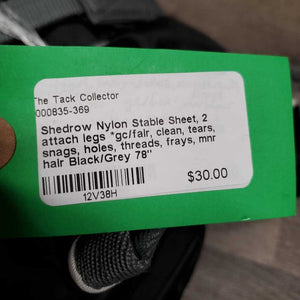 The Tack Collector
000835-369
Shedrow Nylon Stable Sheet, 2
attach legs *gc/fair, clean, tears,
snags, holes, threads, frays, mnr
hair Black/Grey 78"
$30.00
12V38H